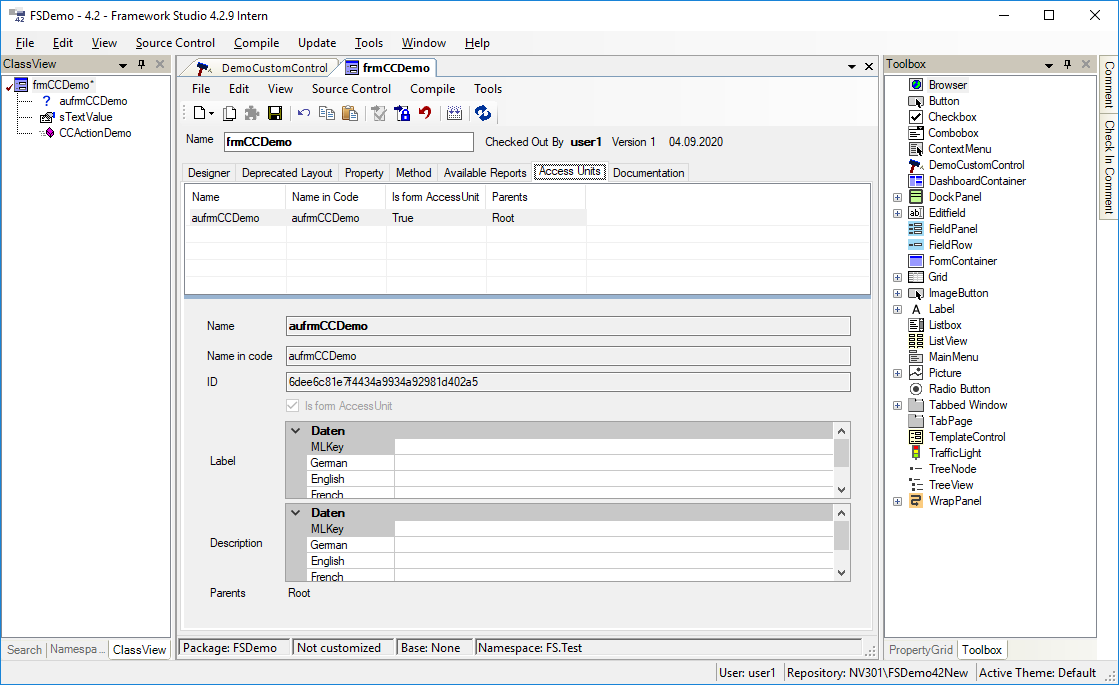 FSDemo - 4.2 - Framework Studio 4.2.9 Intern
File Edit View Source Control Compile Update Tools Window Help
ClassView
frmCCDemo*
aufrmCCDemo
sTextValue
CCActionDemo
Search Namespa... ClassView
DemoCustomControl frmCCDemo
File Edit View Source Control Compile Tools
Name frmCCDemo Checked Out By user1 Version 1 04.09.2020
Designer Deprecated Layout Property Method Available Reports Access Units Documentation
Name Name in Code Is form AccessUnit Parents
aufrmCCDemo aufrmCCDemo True Root
Name aufrmCCDemo
Name in code aufrmCCDemo
ID 6dee6c81e7f4434a9934a92981d402a5
Is form AccessUnit
Label
Daten
MLKey
German
English
French
Description
Daten
MLKey
German
English
French
Parents Root
Package: FSDemo Not customized Base: None Namespace: FS.Test
Toolbox
Browser
Button
Checkbox
Combobox
ContextMenu
DemoCustomControl
DashboardContainer
DockPanel
Editfield
FieldPanel
FieldRow
FormContainer
Grid
ImageButton
Label
Listbox
ListView
MainMenu
Picture
Radio Button
Tabbed Window
TabPage
TemplateControl
TrafficLight
TreeNode
TreeView
WrapPanel
PropertyGrid Toolbox
Comment
Check In Comment
User: user1 Repository: NV301\FSDemo42New Active Theme: Default